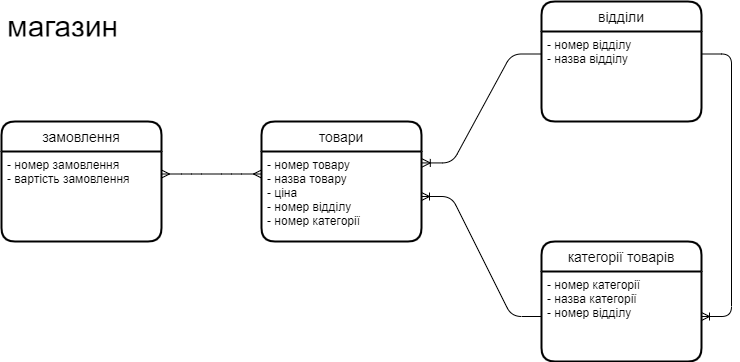 магазин
замовлення
- номер замовлення
- вартість замовлення
товари
- номер товару
- назва товару
- ціна
- номер відділу
- номер категорії
відділи
- номер відділу
- назва відділу
категорії товарів
- номер категорії
- назва категорії
- номер відділу